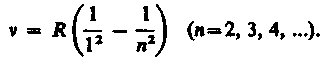 ν = R(1/1² − 1/n²) (n=2, 3, 4, ...).